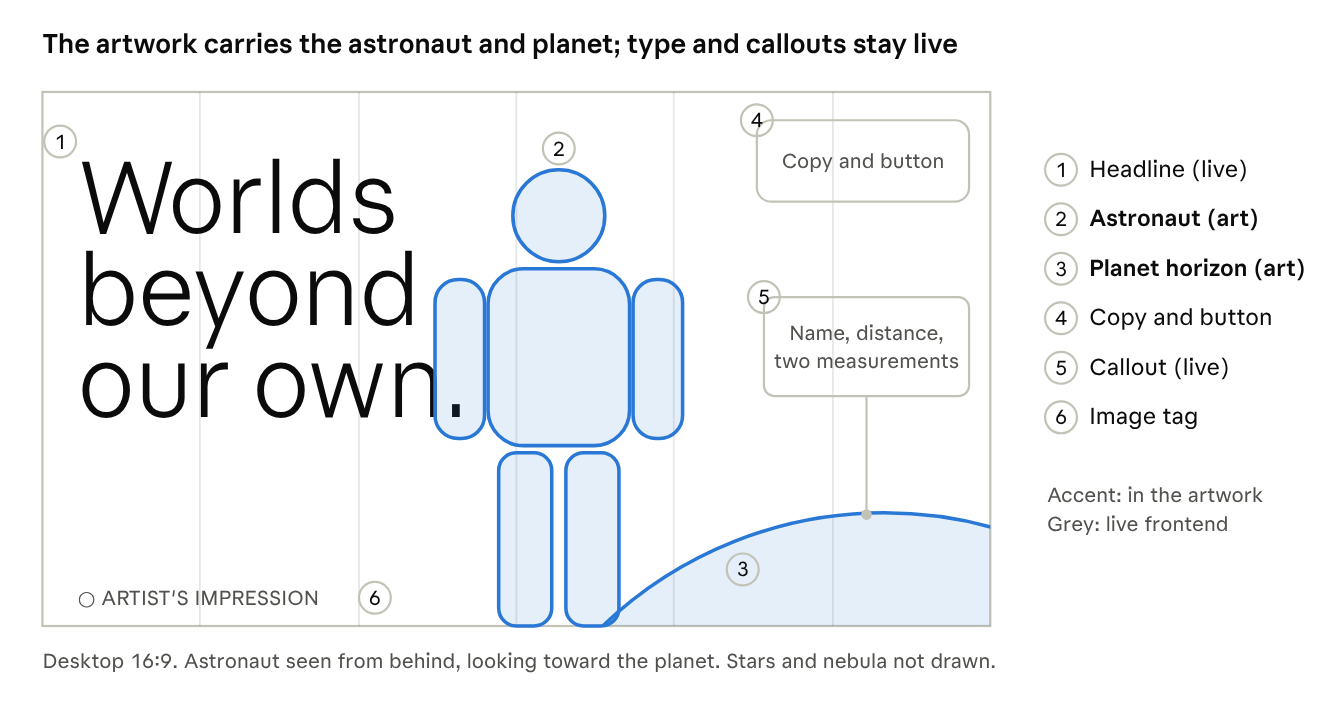 The artwork carries the astronaut and planet; type and callouts stay live
1
Worlds
beyond
our own.
2
4
Copy and button
5
Name, distance,
two measurements
3
○ ARTIST'S IMPRESSION
6
1 Headline (live)
2 Astronaut (art)
3 Planet horizon (art)
4 Copy and button
5 Callout (live)
6 Image tag
Accent: in the artwork
Grey: live frontend
Desktop 16:9. Astronaut seen from behind, looking toward the planet. Stars and nebula not drawn.